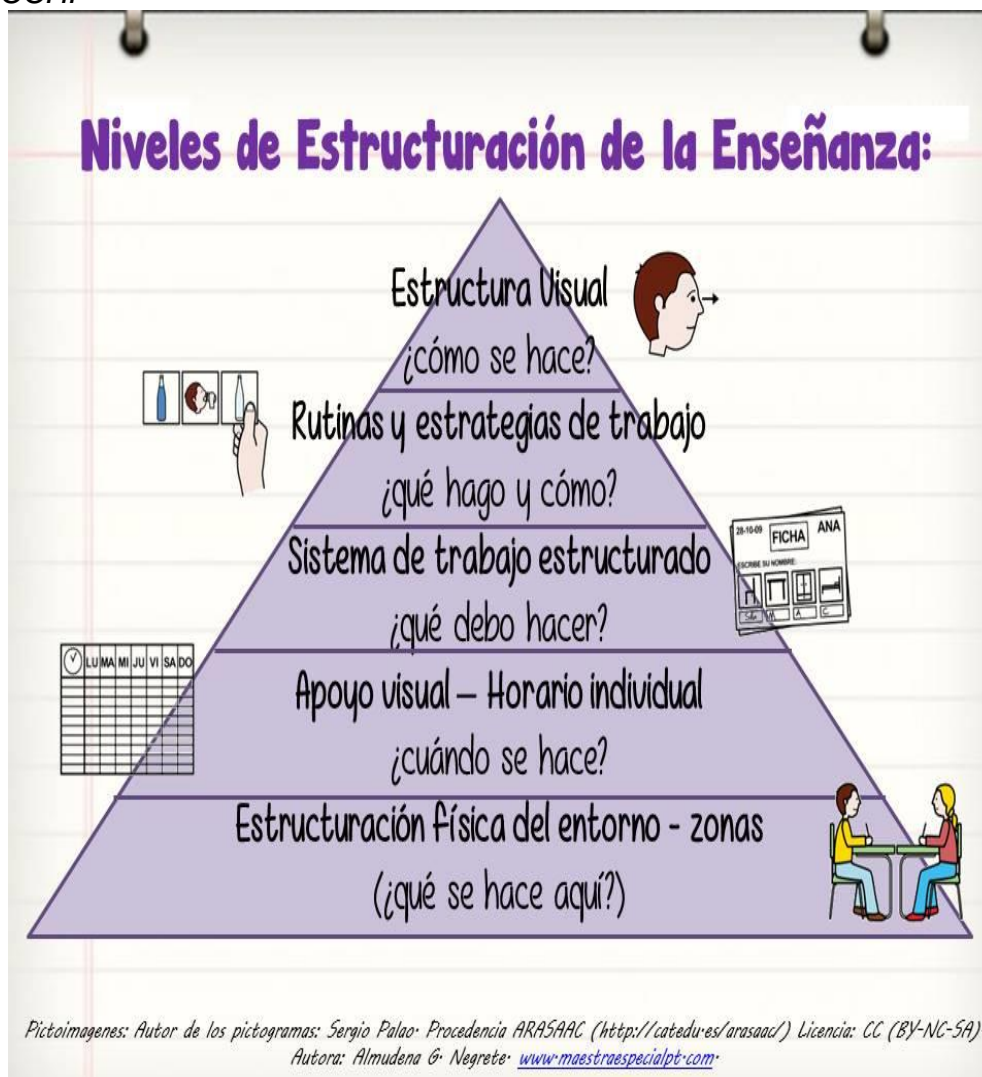 Niveles de Estructuración de la Enseñanza:
Estructura Visual
¿cómo se hace?
Rutinas y estrategias de trabajo
¿qué hago y cómo?
Sistema de trabajo estructurado
¿qué debo hacer?
28-10-09 FICHA ANA
ESCRIBE SU NOMBRE:
M A C
LU MA MI JU VI SA DO
Apoyo visual – Horario individual
¿cuándo se hace?
Estructuración física del entorno - zonas
(¿qué se hace aquí?)
Pictoimagenes: Autor de los pictogramas: Sergio Palao· Procedencia ARASAAC (http://catedu·es/arasaac/) Licencia: CC (BY-NC-SA)
Autora: Almudena G· Negrete· www·maestraespecialpt·com·